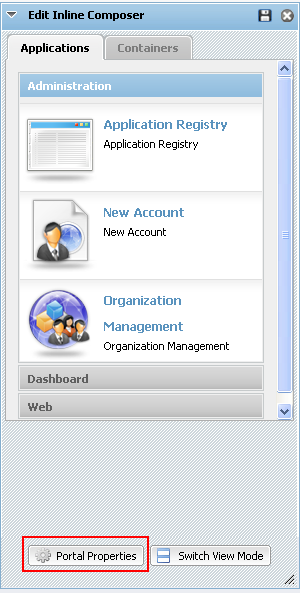 Edit Inline Composer
Applications
Containers
Administration
Application Registry
Application Registry
New Account
New Account
Organization
Management
Organization Management
Dashboard
Web
Portal Properties
Switch View Mode